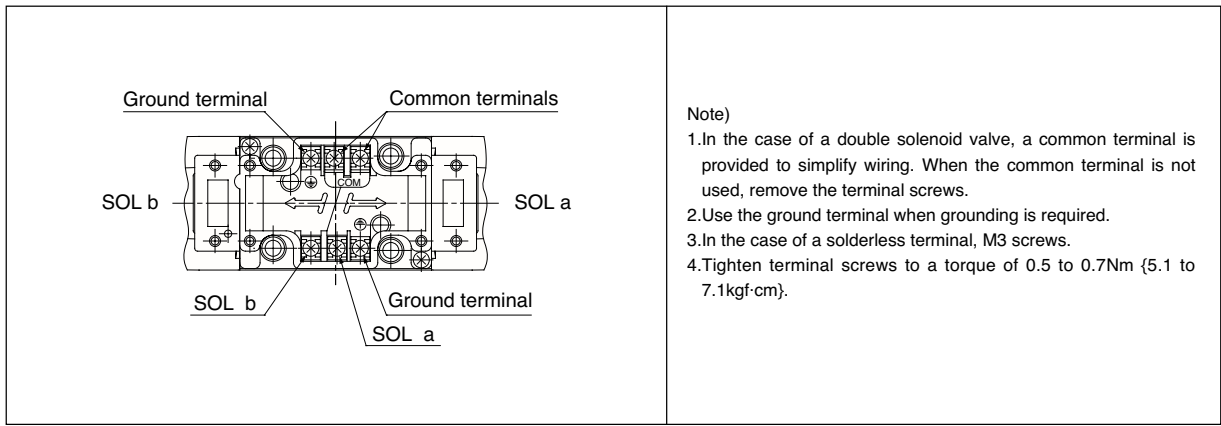 Ground terminal
Common terminals
COM
SOL b
SOL a
SOL b
Ground terminal
SOL a
Note)
1.In the case of a double solenoid valve, a common terminal is
provided to simplify wiring. When the common terminal is not
used, remove the terminal screws.
2.Use the ground terminal when grounding is required.
3.In the case of a solderless terminal, M3 screws.
4.Tighten terminal screws to a torque of 0.5 to 0.7Nm {5.1 to
7.1kgf·cm}.